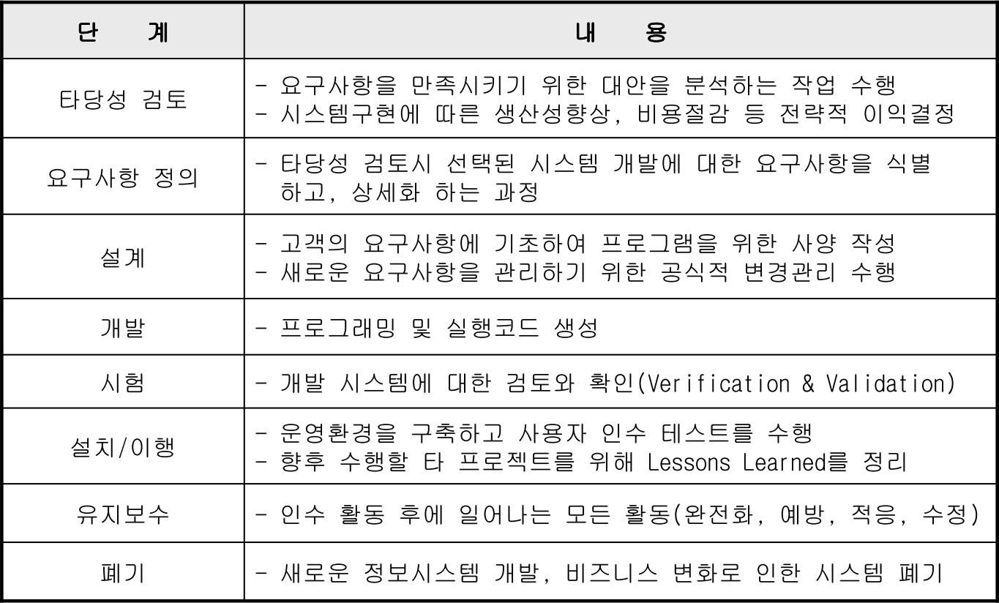 단 계
내 용
타당성 검토
- 요구사항을 만족시키기 위한 대안을 분석하는 작업 수행
- 시스템구현에 따른 생산성향상, 비용절감 등 전략적 이익결정
요구사항 정의
- 타당성 검토시 선택된 시스템 개발에 대한 요구사항을 식별
하고, 상세화 하는 과정
설계
- 고객의 요구사항에 기초하여 프로그램을 위한 사양 작성
- 새로운 요구사항을 관리하기 위한 공식적 변경관리 수행
개발
- 프로그래밍 및 실행코드 생성
시험
- 개발 시스템에 대한 검토와 확인(Verification & Validation)
설치/이행
- 운영환경을 구축하고 사용자 인수 테스트를 수행
- 향후 수행할 타 프로젝트를 위해 Lessons Learned를 정리
유지보수
- 인수 활동 후에 일어나는 모든 활동(완전화, 예방, 적응, 수정)
폐기
- 새로운 정보시스템 개발, 비즈니스 변화로 인한 시스템 폐기